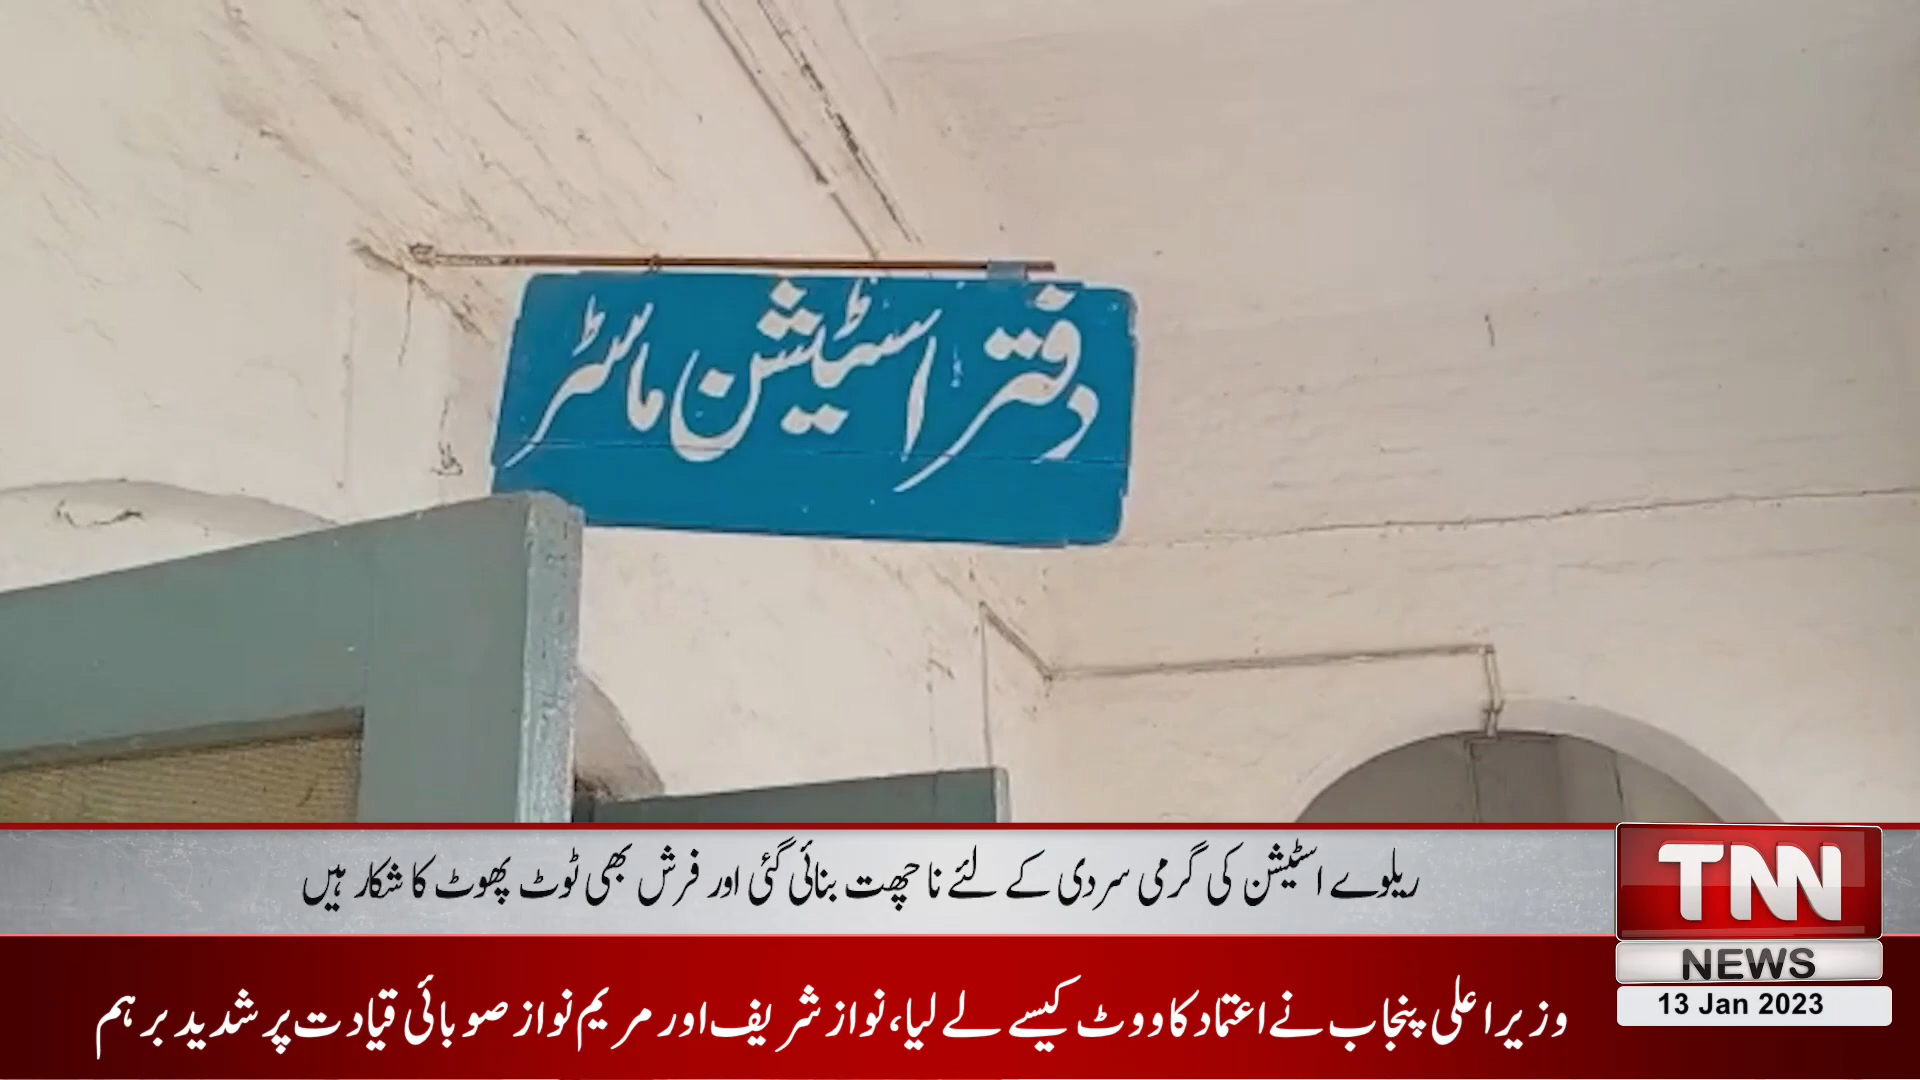 دفتر اسٹیشن ماسٹر
ریلوے اسٹیشن کی گرمی سردی کے لئے نا چھت بنائی گئی اور فرش بھی ٹوٹ پھوٹ کا شکار ہیں
TNN
NEWS
13 Jan 2023
وزیراعلی پنجاب نے اعتماد کا ووٹ کیسے لے لیا، نواز شریف اور مریم نواز صوبائی قیادت پر شدید برہم